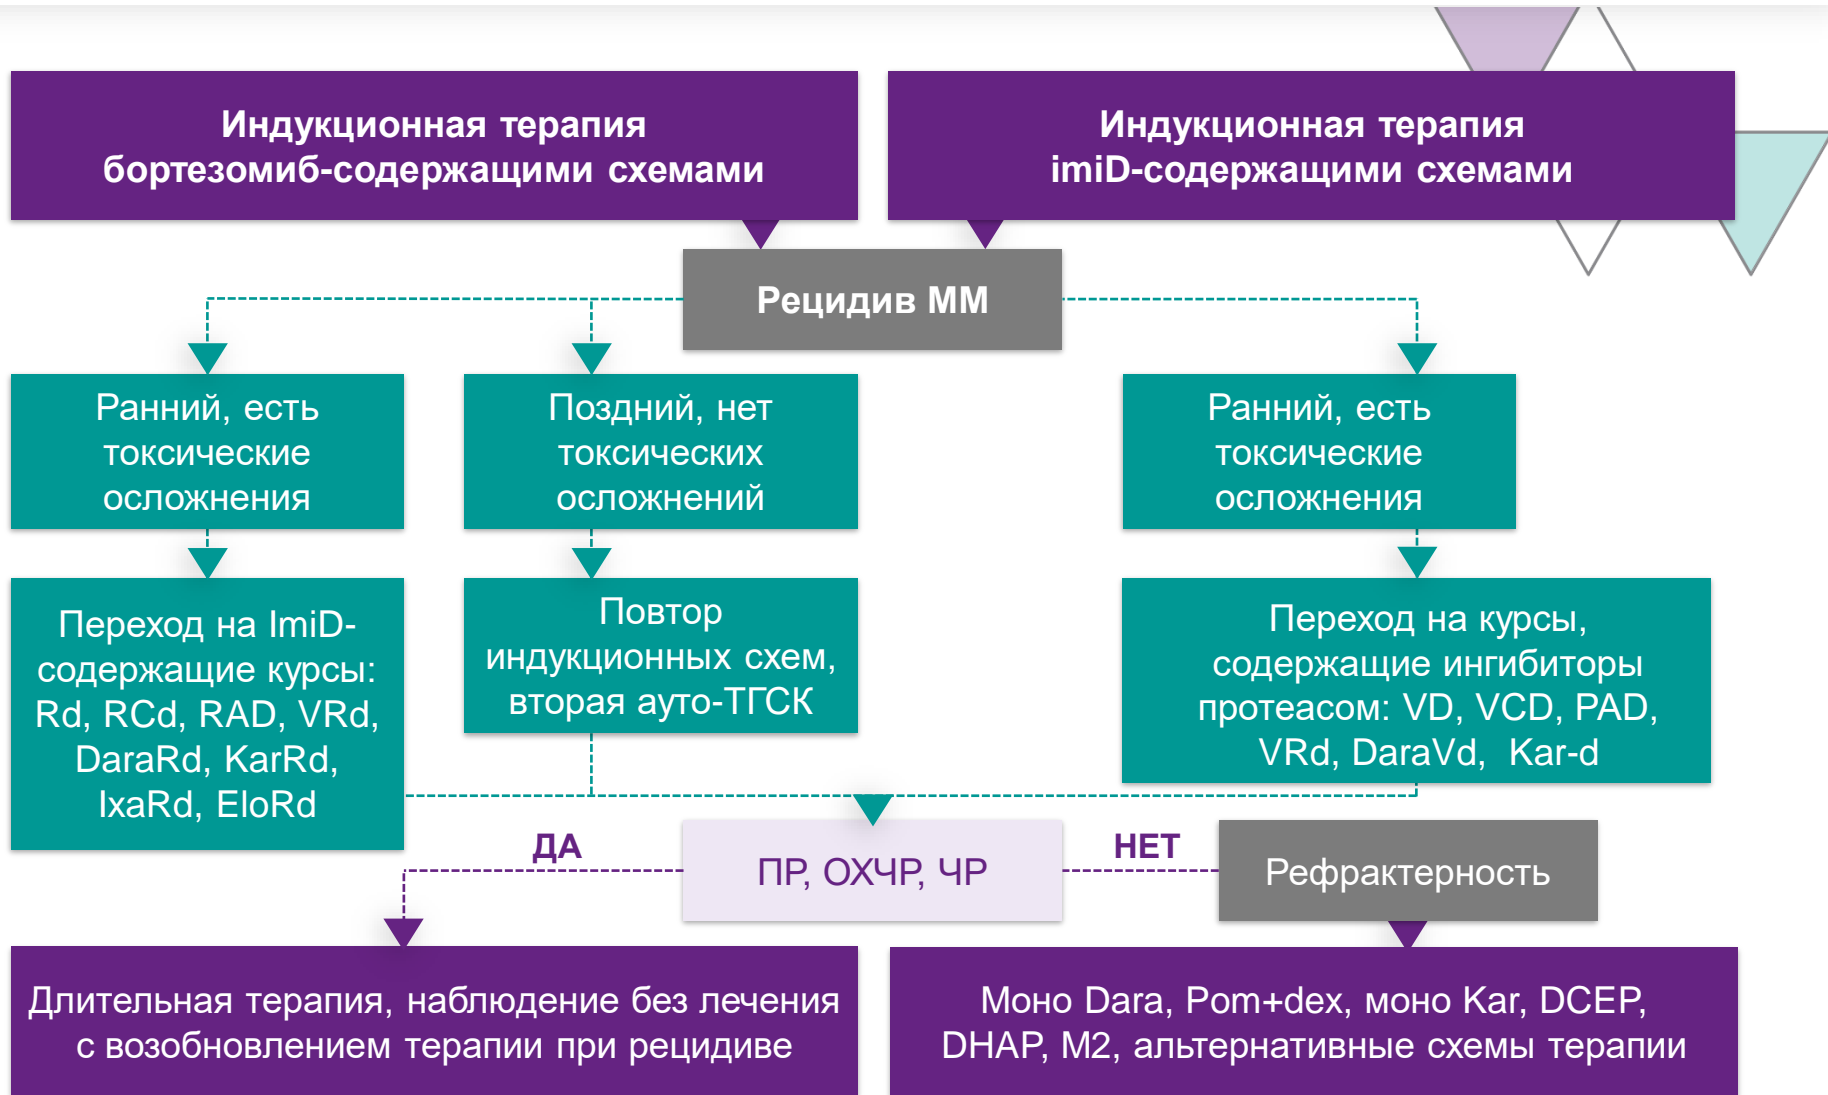 Индукционная терапия
бортезомиб-содержащими схемами
Индукционная терапия
imiD-содержащими схемами
Рецидив ММ
Ранний, есть
токсические
осложнения
Поздний, нет
токсических
осложнений
Ранний, есть
токсические
осложнения
Переход на ImiD-
содержащие курсы:
Rd, RCd, RAD, VRd,
DaraRd, KarRd,
IxaRd, EloRd
Повтор
индукционных схем,
вторая ауто-ТГСК
Переход на курсы,
содержащие ингибиторы
протеасом: VD, VCD, PAD,
VRd, DaraVd, Kar-d
ДА
ПР, ОХЧР, ЧР
НЕТ
Рефрактерность
Длительная терапия, наблюдение без лечения
с возобновлением терапии при рецидиве
Моно Dara, Pom+dex, моно Kar, DCEP,
DHAP, M2, альтернативные схемы терапии